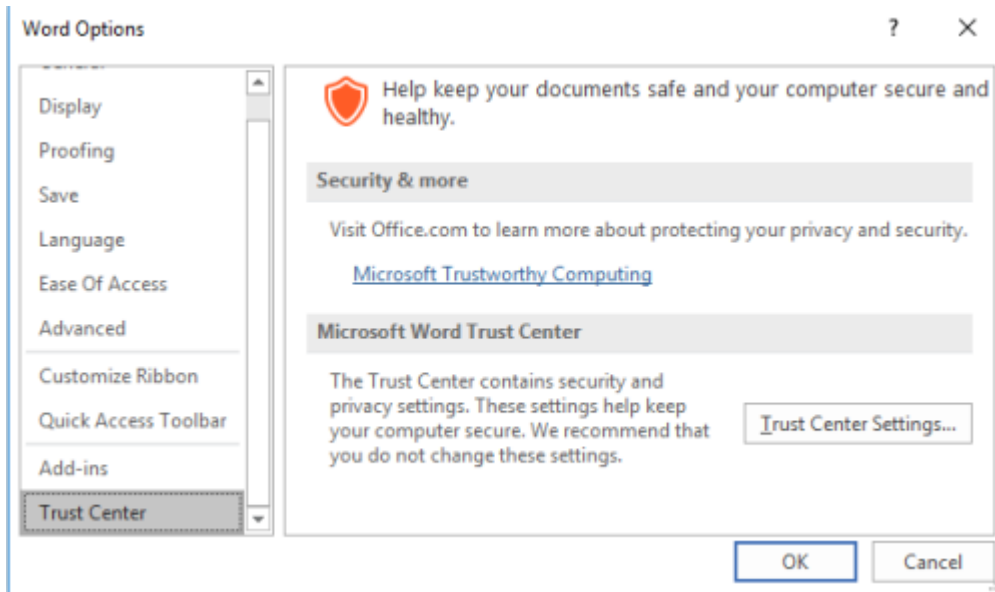 Word Options
?
Display
Proofing
Save
Language
Ease Of Access
Advanced
Customize Ribbon
Quick Access Toolbar
Add-ins
Trust Center
Help keep your documents safe and your computer secure and
healthy.
Security & more
Visit Office.com to learn more about protecting your privacy and security.
Microsoft Trustworthy Computing
Microsoft Word Trust Center
The Trust Center contains security and
privacy settings. These settings help keep
your computer secure. We recommend that
you do not change these settings.
Trust Center Settings...
OK
Cancel